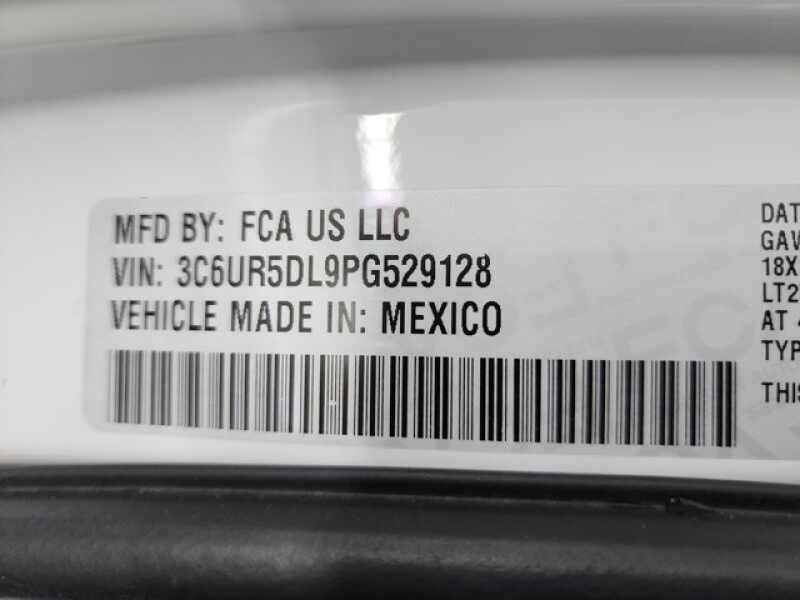 MFD BY: FCA US LLC
VIN: 3C6UR5DL9PG529128
VEHICLE MADE IN: MEXICO
DAT
GAW
18X
LT2
AT
TYP
THIS